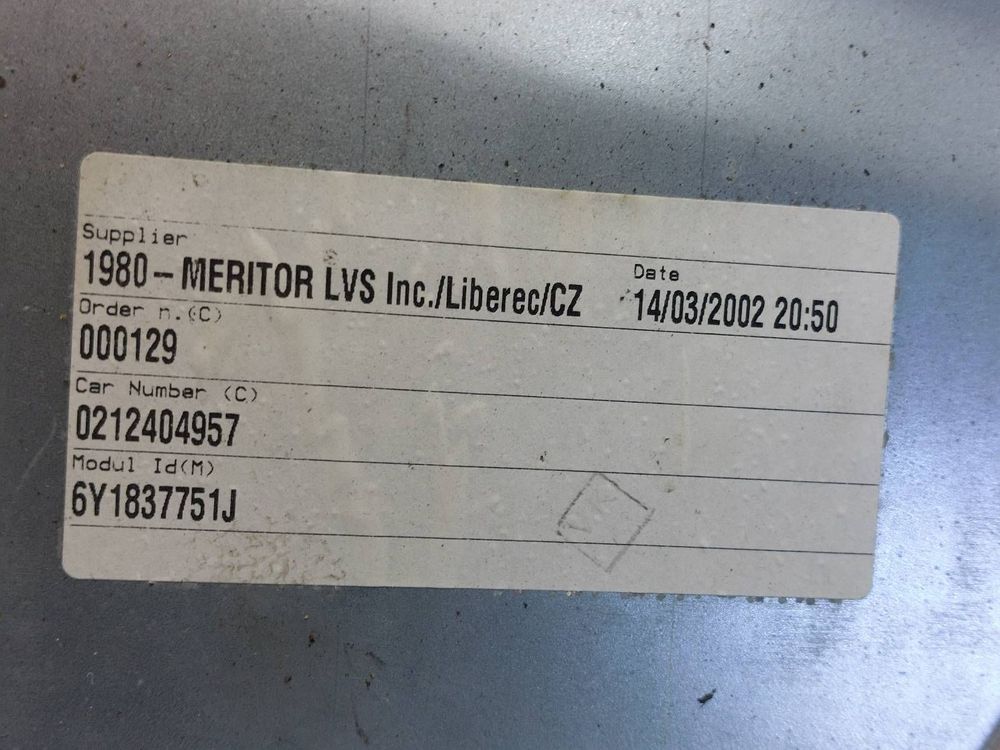 Supplier
1980-MERITOR LVS Inc./Liberec/CZ
Date
14/03/2002 20:50
Order n.(C)
000129
Car Number (C)
0212404957
Modul Id(M)
6Y1837751J